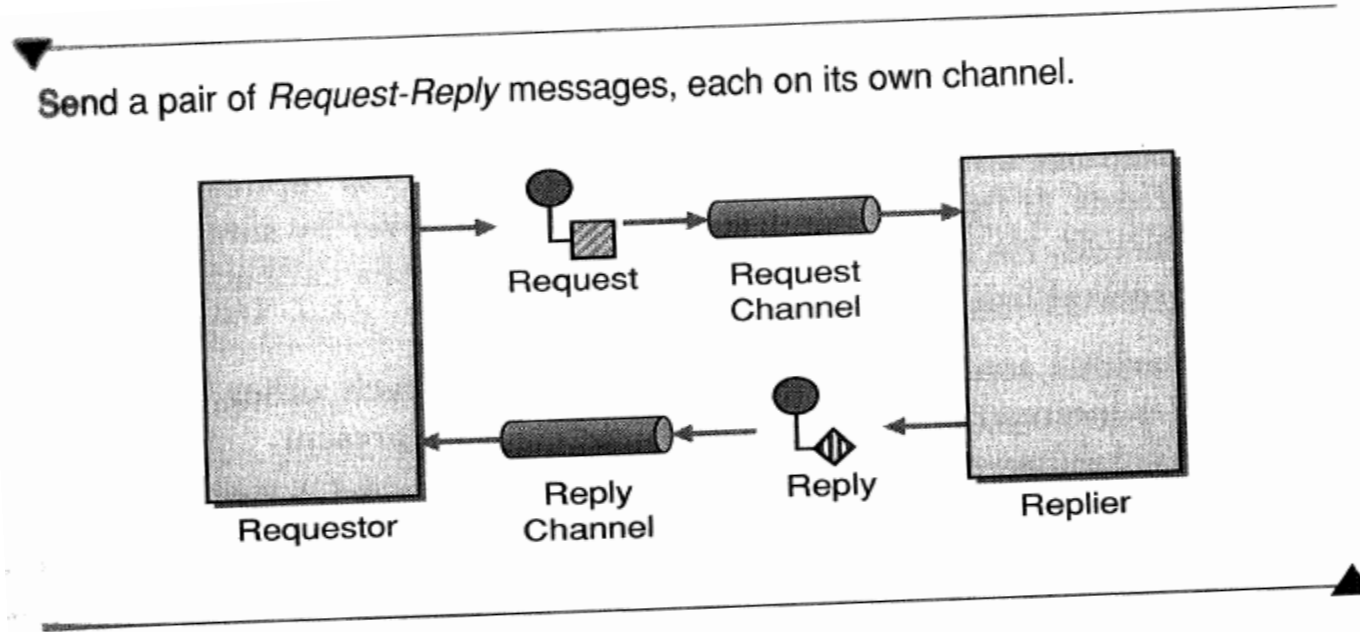 Send a pair of Request-Reply messages, each on its own channel.
Request
Request
Channel
Reply
Channel
Reply
Requestor
Replier